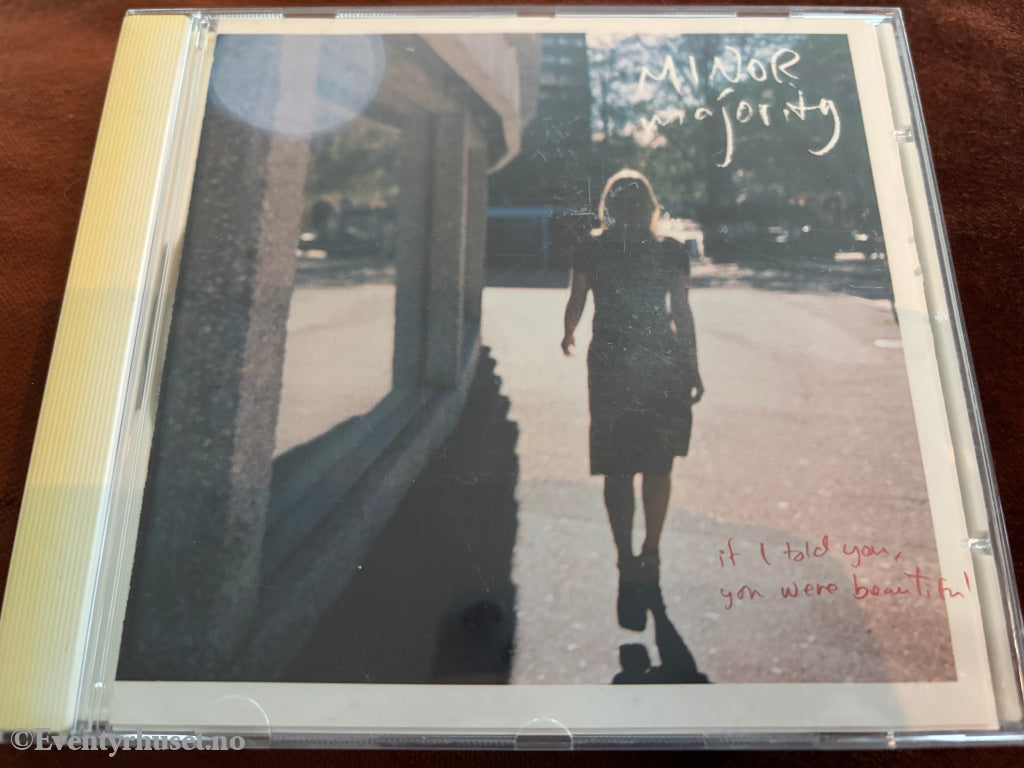 MINOR
majority
if I told you,
you were beautiful
©Eventyrhuset.no